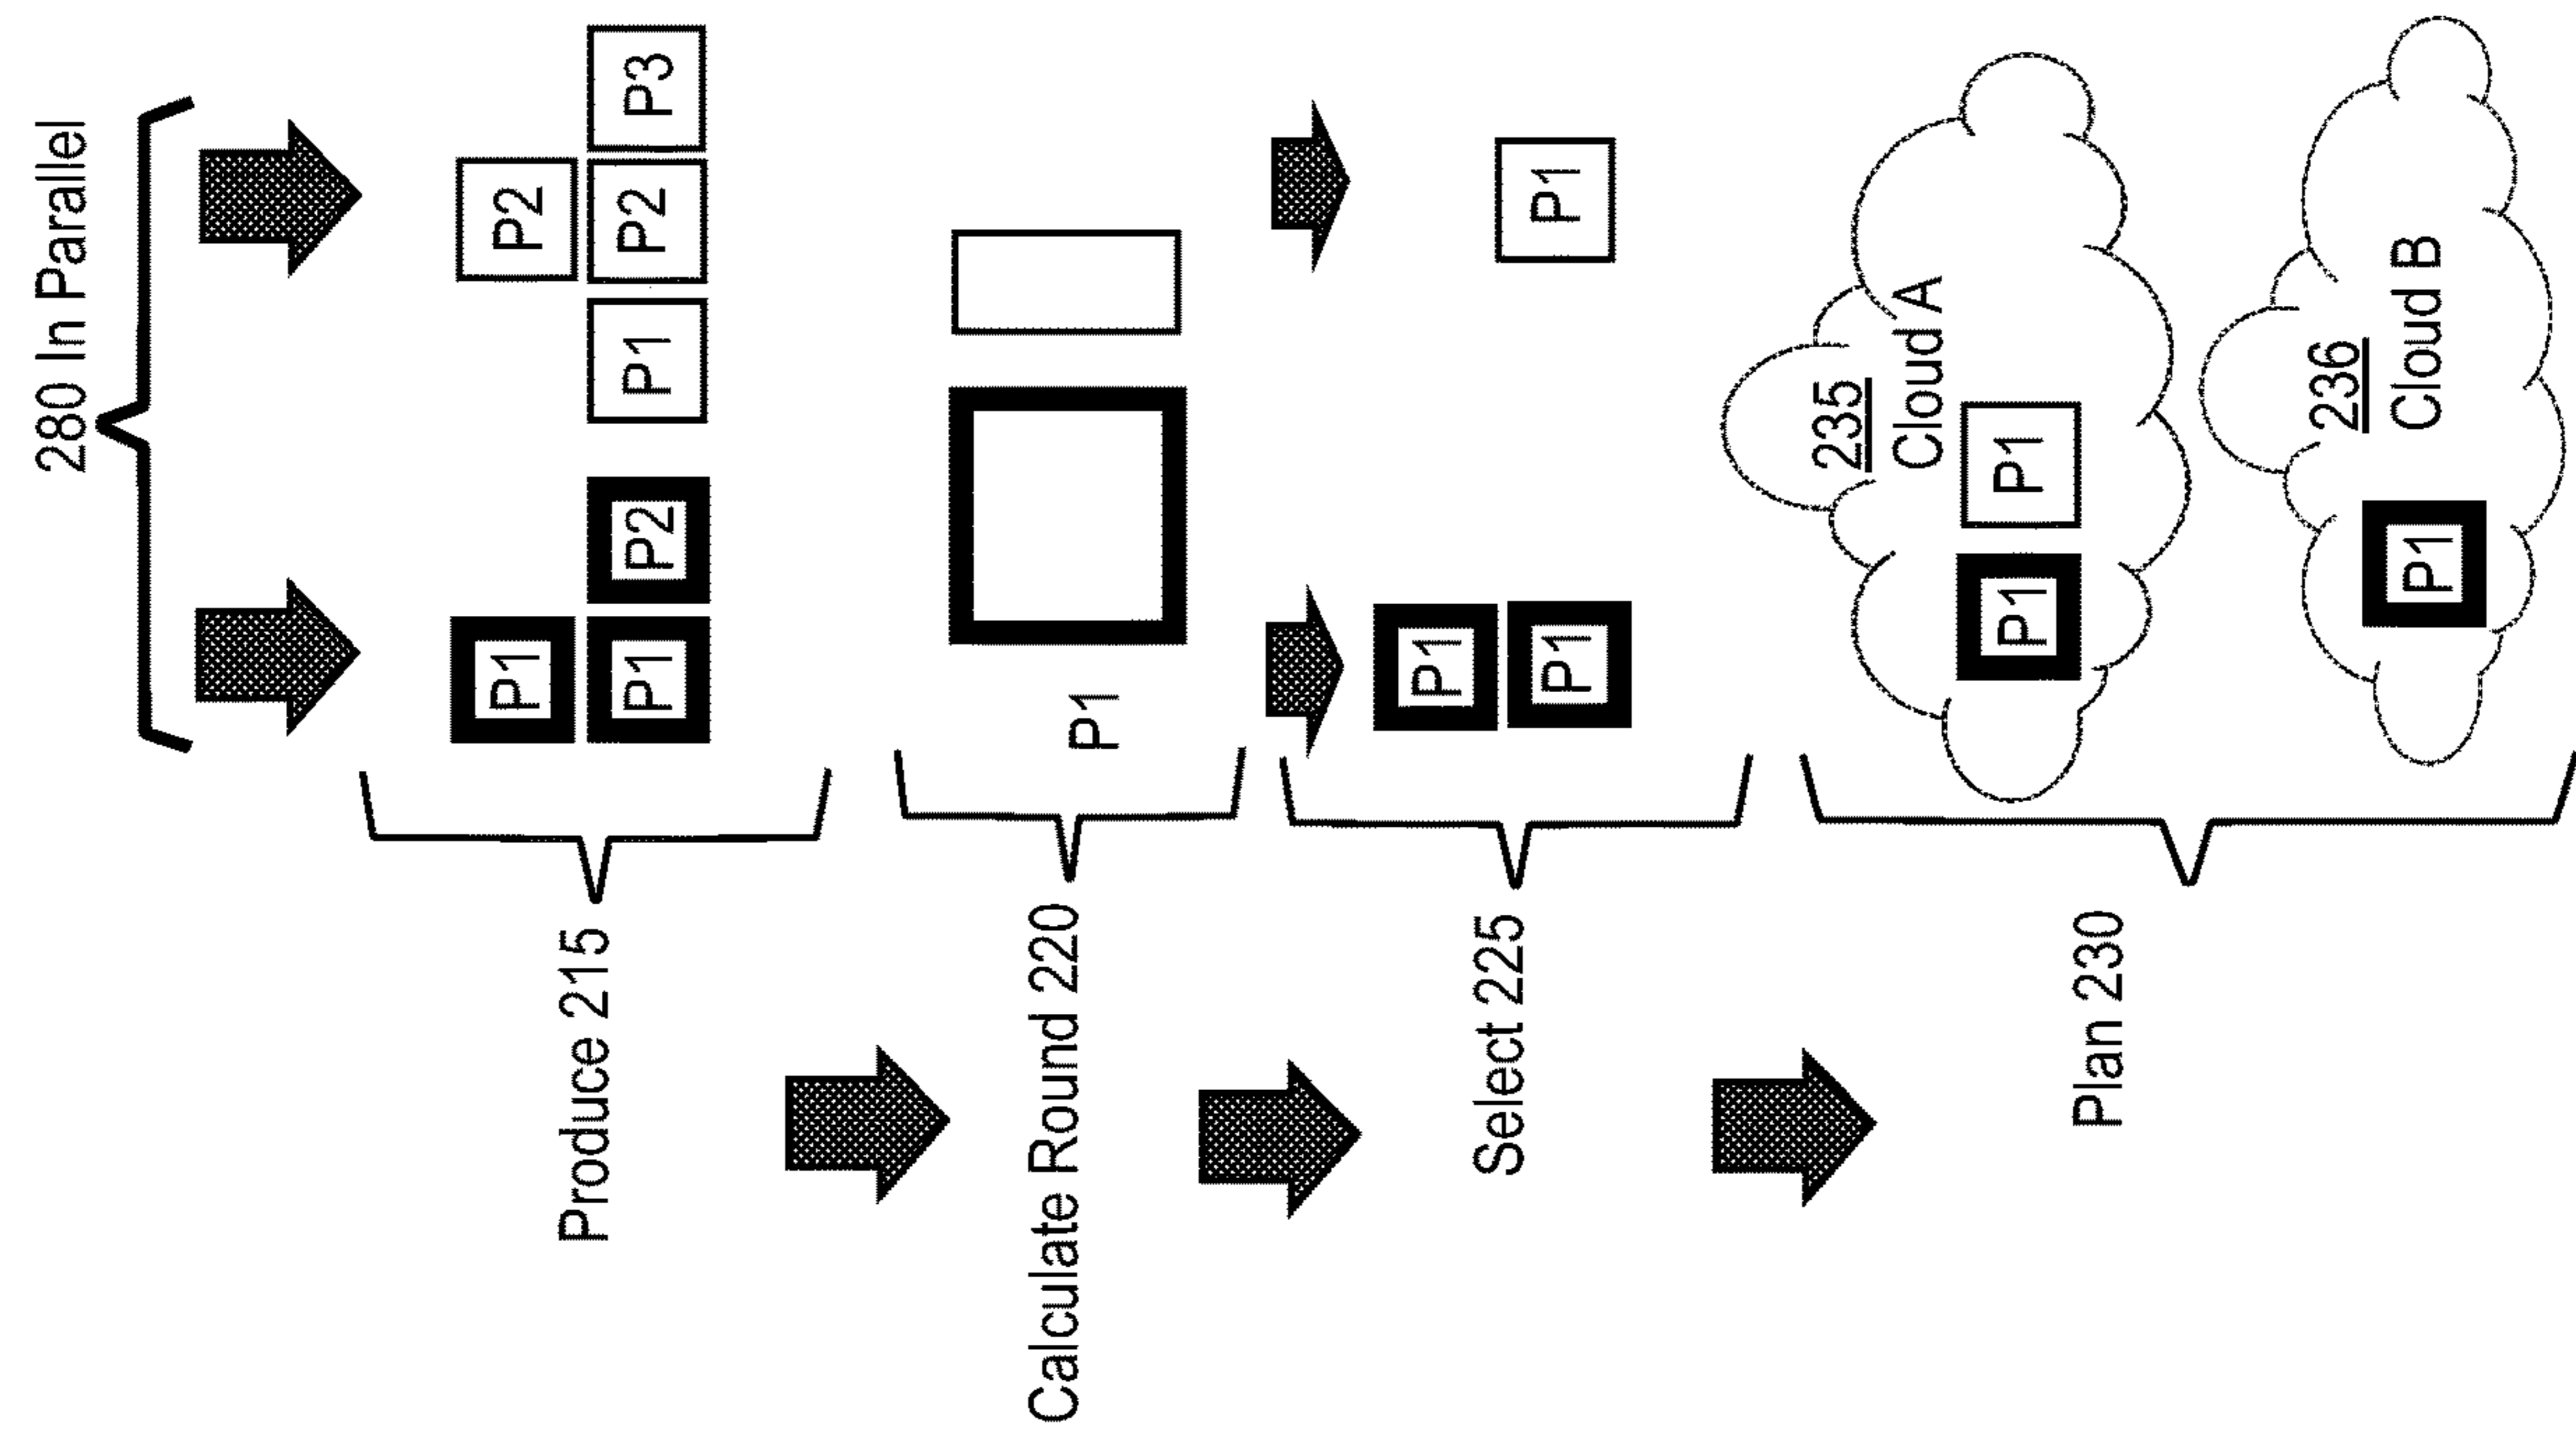 280 In Parallel
P1
P2
Produce 215
P1
P2
P1
P2
P3
Calculate Round 220
P1
P1
Select 225
P1
P1
235
Cloud A
P1
P1
Plan 230
236
Cloud B
P1